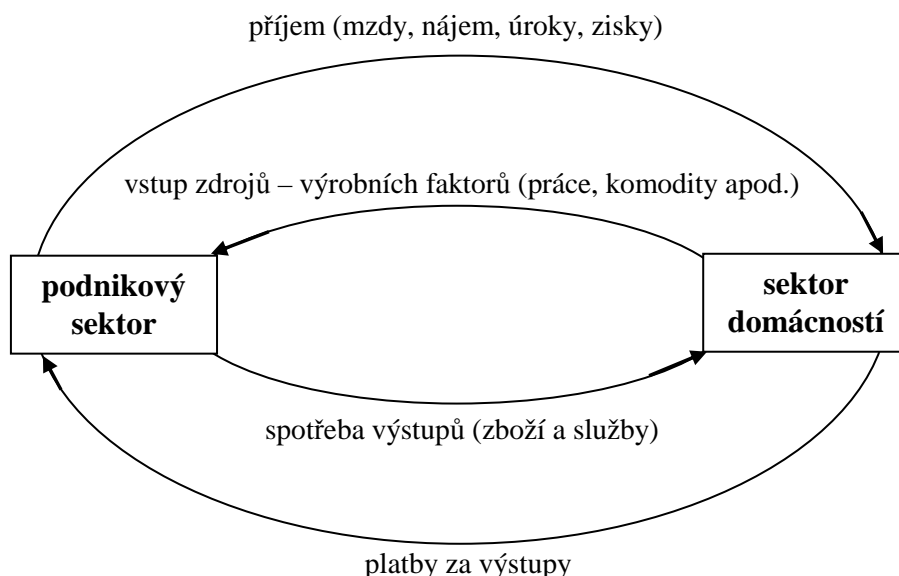 příjem (mzdy, nájem, úroky, zisky)
vstup zdrojů – výrobních faktorů (práce, komodity apod.)
podnikový
sektor
sektor
domácností
spotřeba výstupů (zboží a služby)
platby za výstupy